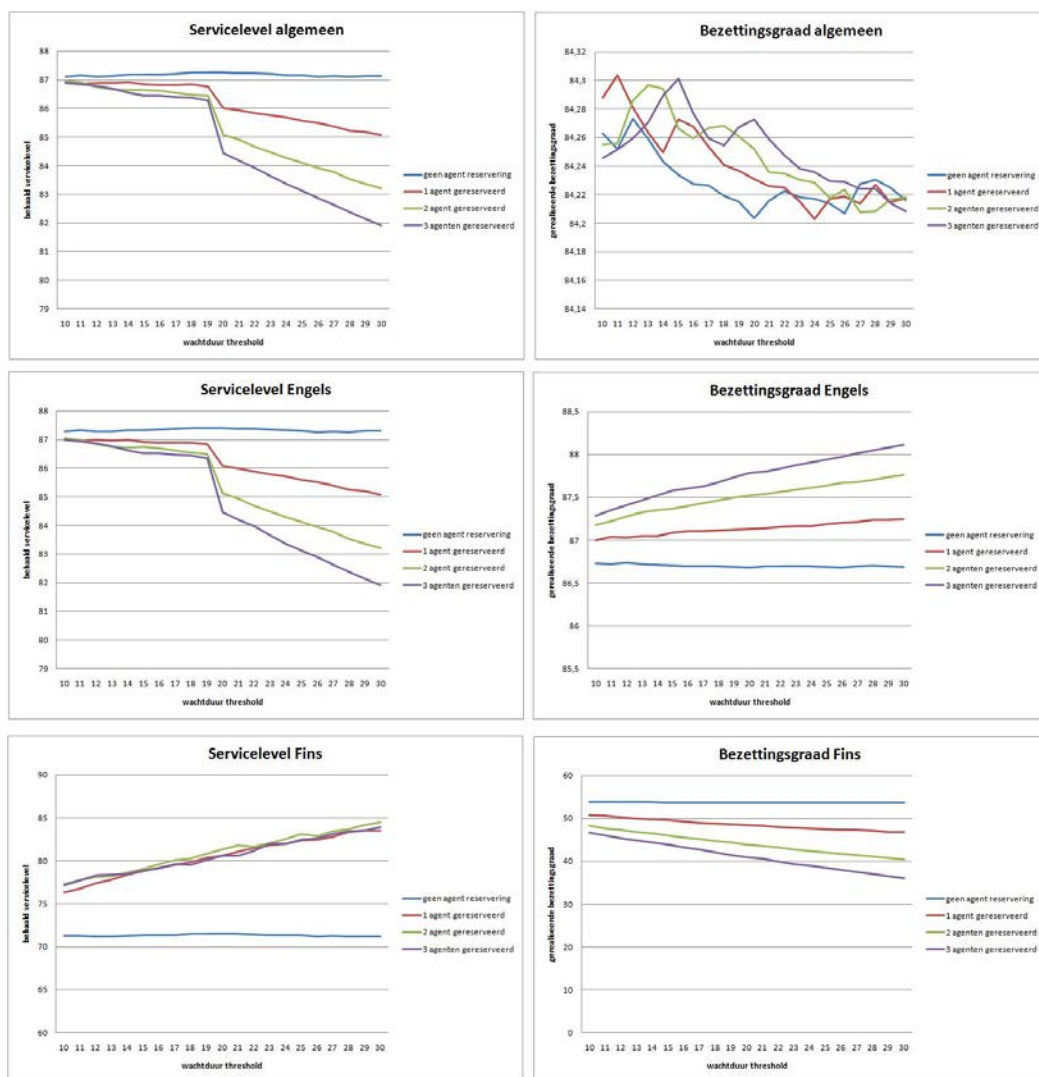 Servicelevel algemeen
behaald servicelevel
88
87
86
85
84
83
82
81
80
79
10 11 12 13 14 15 16 17 18 19 20 21 22 23 24 25 26 27 28 29 30
wachtduur threshold
geen agent reservering
1 agent gereserveerd
2 agent gereserveerd
3 agenten gereserveerd
Bezettingsgraad algemeen
gerealiseerde bezettingsgraad
84,32
84,3
84,28
84,26
84,24
84,22
84,2
84,18
84,16
84,14
10 11 12 13 14 15 16 17 18 19 20 21 22 23 24 25 26 27 28 29 30
wachtduur threshold
geen agent reservering
1 agent gereserveerd
2 agenten gereserveerd
3 agenten gereserveerd
Servicelevel Engels
behaald servicelevel
88
87
86
85
84
83
82
81
80
79
10 11 12 13 14 15 16 17 18 19 20 21 22 23 24 25 26 27 28 29 30
wachtduur threshold
geen agent reservering
1 agent gereserveerd
2 agent gereserveerd
3 agenten gereserveerd
Bezettingsgraad Engels
gerealiseerde bezettingsgraad
88,5
88
87,5
87
86,5
86
85,5
10 11 12 13 14 15 16 17 18 19 20 21 22 23 24 25 26 27 28 29 30
wachtduur threshold
geen agent reservering
1 agent gereserveerd
2 agenten gereserveerd
3 agenten gereserveerd
Servicelevel Fins
behaald servicelevel
90
85
80
75
70
65
60
10 11 12 13 14 15 16 17 18 19 20 21 22 23 24 25 26 27 28 29 30
wachtduur threshold
geen agent reservering
1 agent gereserveerd
2 agent gereserveerd
3 agenten gereserveerd
Bezettingsgraad Fins
gerealiseerde bezettingsgraad
60
50
40
30
20
10
0
10 11 12 13 14 15 16 17 18 19 20 21 22 23 24 25 26 27 28 29 30
wachtduur threshold
geen agent reservering
1 agent gereserveerd
2 agenten gereserveerd
3 agenten gereserveerd